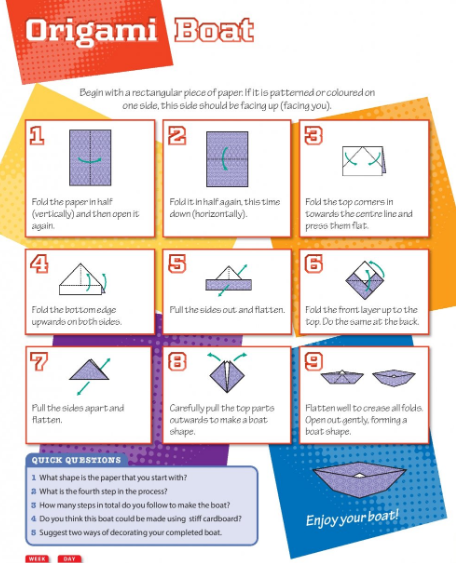 Origami Boat
Begin with a rectangular piece of paper. If it is patterned or coloured on
one side, this side should be facing up (facing you).
1
Fold the paper in half
(vertically) and then open it
again.
2
Fold it in half again, this time
down (horizontally).
3
Fold the top corners in
towards the centre line and
press them flat.
4
Fold the bottom edge
upwards on both sides.
5
Pull the sides out and flatten.
6
Fold the front layer up to the
top. Do the same at the back.
7
Pull the sides apart and
flatten.
8
Carefully pull the top parts
outwards to make a boat
shape.
9
Flatten well to crease all folds.
Open out gently, forming a
boat shape.
QUICK QUESTIONS
1 What shape is the paper that you start with?
2 What is the fourth step in the process?
3 How many steps in total do you follow to make the boat?
4 Do you think this boat could be made using stiff cardboard?
5 Suggest two ways of decorating your completed boat.
Enjoy your boat!
WEEK DAY